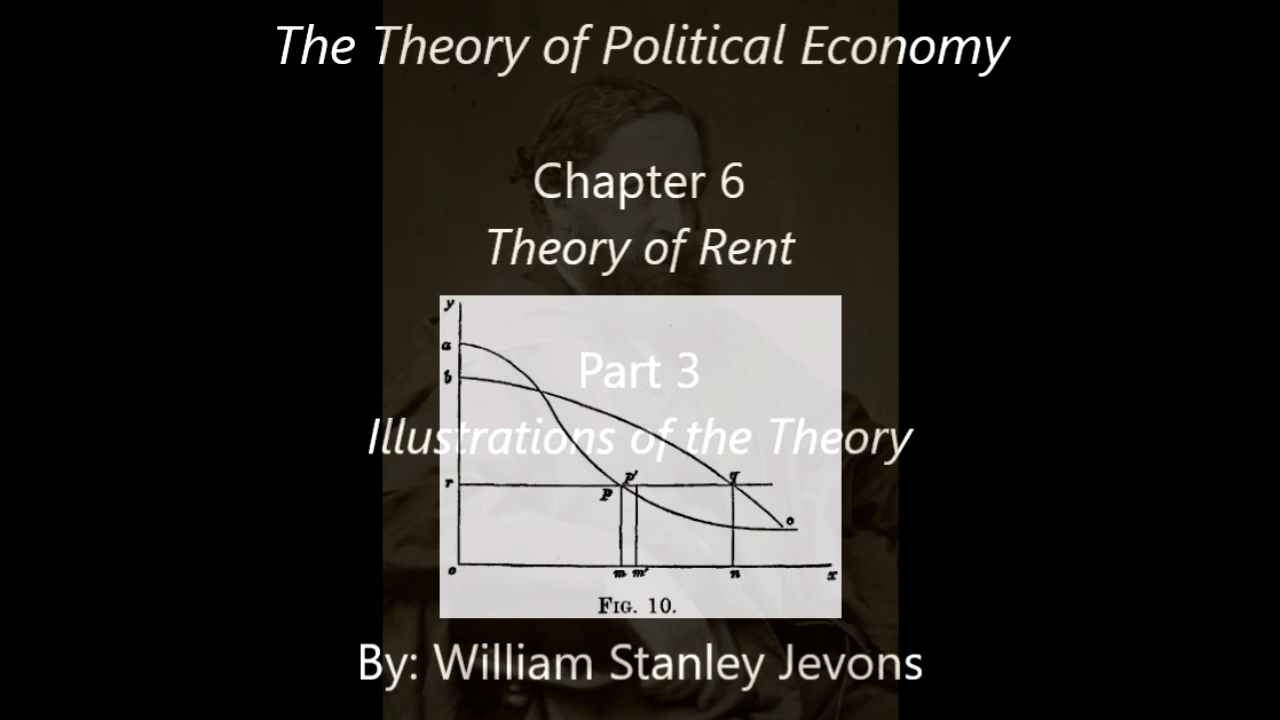 The Theory of Political Economy
Chapter 6
Theory of Rent
y
a
b
Part 3
Illustrations of the Theory
r
p
p'
q
o
m
m'
n
x
FIG. 10.
By: William Stanley Jevons